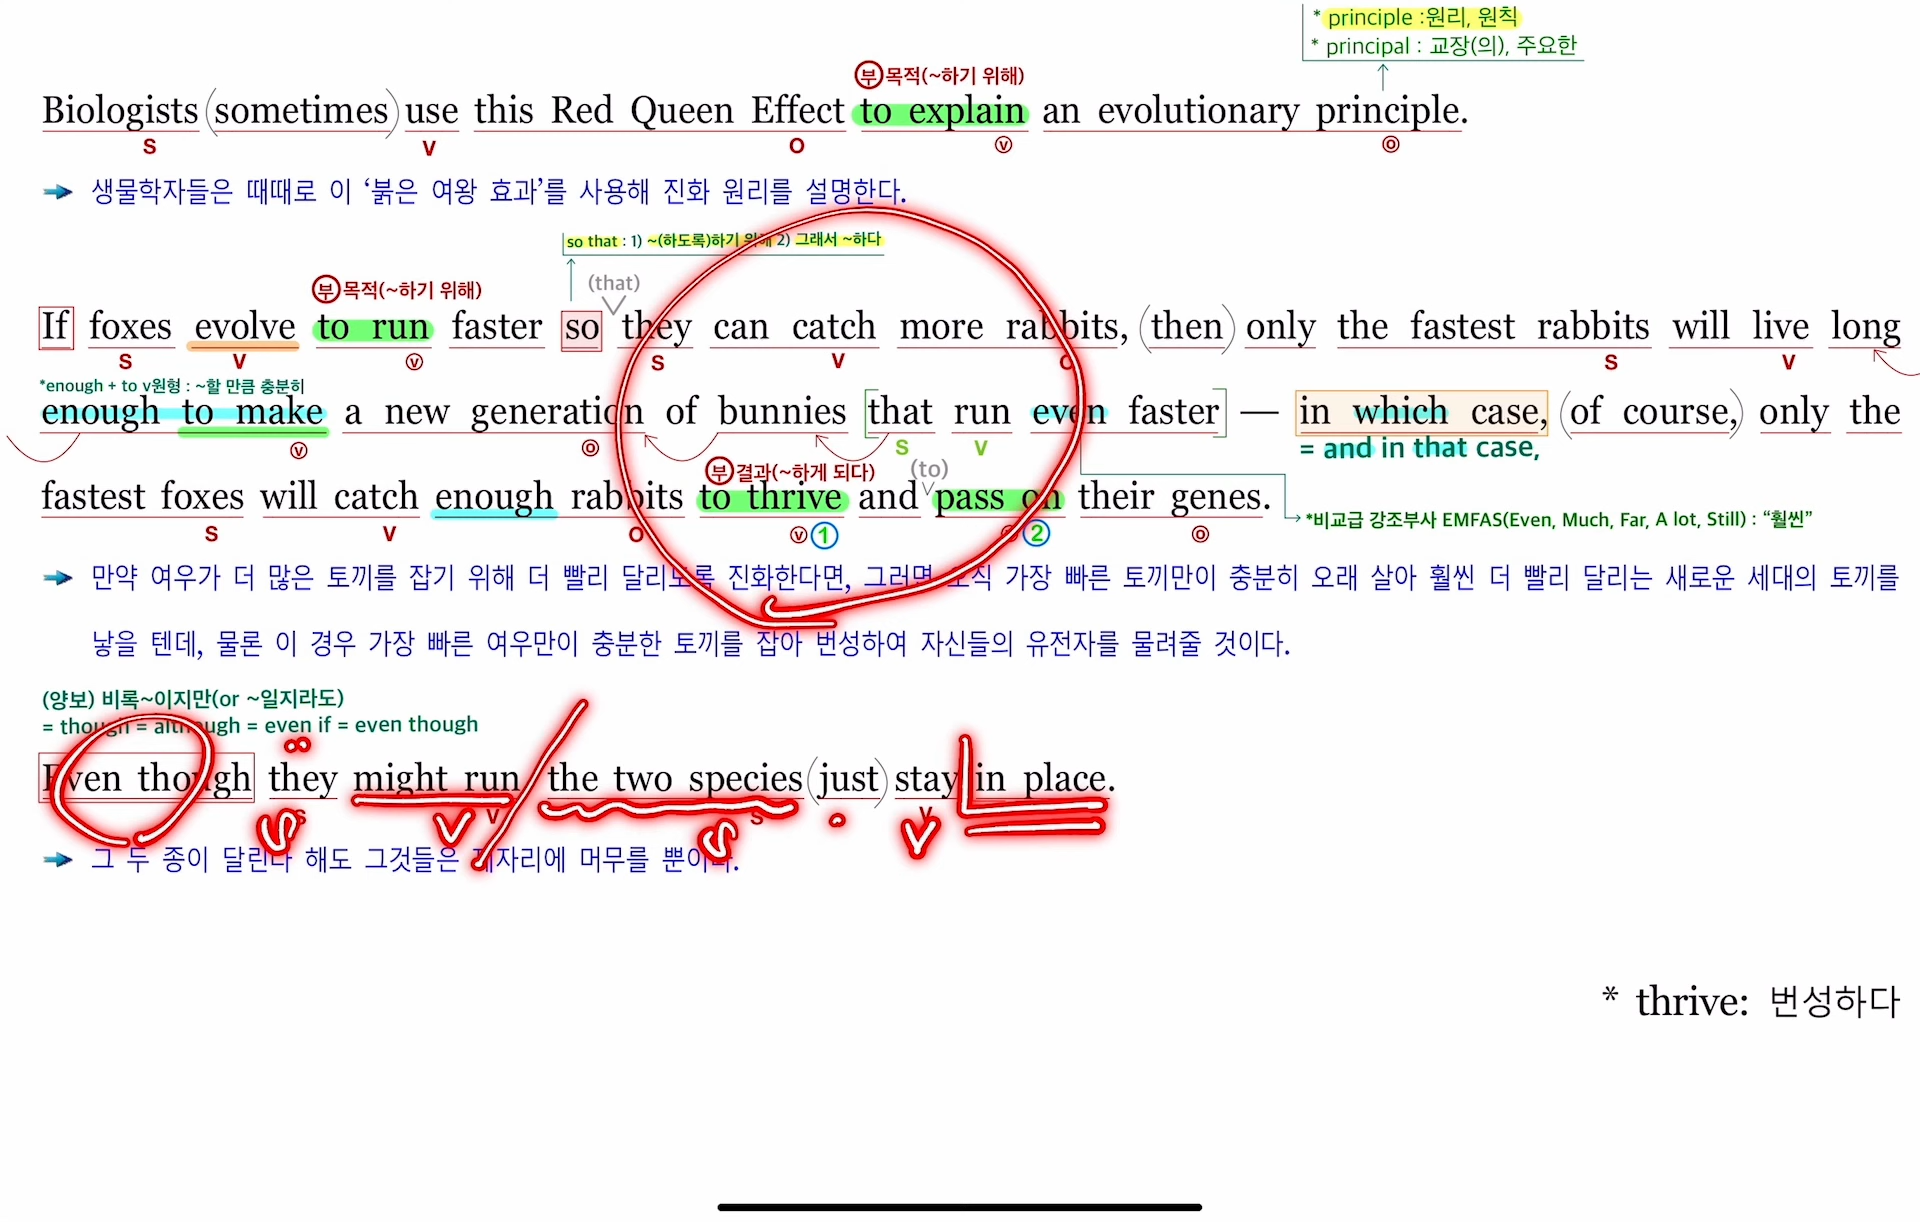 * principle :원리, 원칙
* principal : 교장(의), 주요한
부 목적(~하기 위해)
Biologists (sometimes) use this Red Queen Effect to explain an evolutionary principle.
S V O ⓥ ⓞ
➔ 생물학자들은 때때로 이 ‘붉은 여왕 효과’를 사용해 진화 원리를 설명한다.
so that : 1) ~(하도록)하기 위해 2) 그래서 ~하다
부 목적(~하기 위해) (that)
If foxes evolve to run faster so they can catch more rabbits, (then) only the fastest rabbits will live long
S V ⓥ S V O S V
*enough + to v원형 : ~할 만큼 충분히
enough to make a new generation of bunnies [that run even faster] — in which case, (of course,) only the
ⓥ ⓞ S V = and in that case,
부 결과(~하게 되다) (to)
fastest foxes will catch enough rabbits to thrive and pass on their genes.
*비교급 강조부사 EMFAS(Even, Much, Far, A lot, Still) : “훨씬”
S V O ⓥ ① ② ⓞ
➔ 만약 여우가 더 많은 토끼를 잡기 위해 더 빨리 달리도록 진화한다면, 그러면 오직 가장 빠른 토끼만이 충분히 오래 살아 훨씬 더 빨리 달리는 새로운 세대의 토끼를
낳을 텐데, 물론 이 경우 가장 빠른 여우만이 충분한 토끼를 잡아 번성하여 자신들의 유전자를 물려줄 것이다.
(양보) 비록~이지만(or ~일지라도)
= though = although = even if = even though
Even though they might run the two species (just) stay in place.
S V S V
S V S V
➔ 그 두 종이 달린다 해도 그것들은 제자리에 머무를 뿐이다.
* thrive: 번성하다